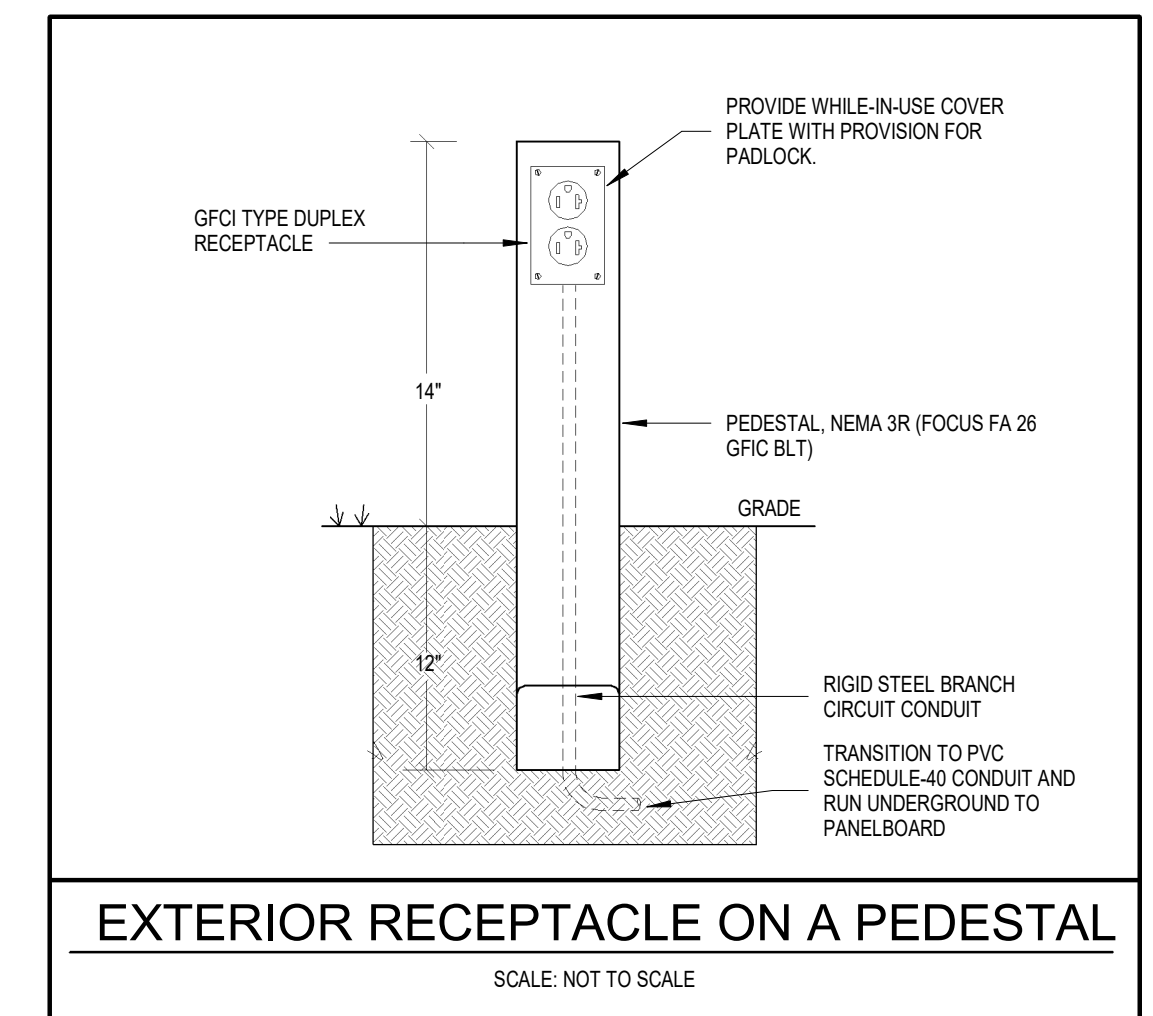 PROVIDE WHILE-IN-USE COVER
PLATE WITH PROVISION FOR
PADLOCK.
GFCI TYPE DUPLEX
RECEPTACLE
14"
PEDESTAL, NEMA 3R (FOCUS FA 26
GFIC BLT)
GRADE
12"
RIGID STEEL BRANCH
CIRCUIT CONDUIT
TRANSITION TO PVC
SCHEDULE-40 CONDUIT AND
RUN UNDERGROUND TO
PANELBOARD
EXTERIOR RECEPTACLE ON A PEDESTAL
SCALE: NOT TO SCALE